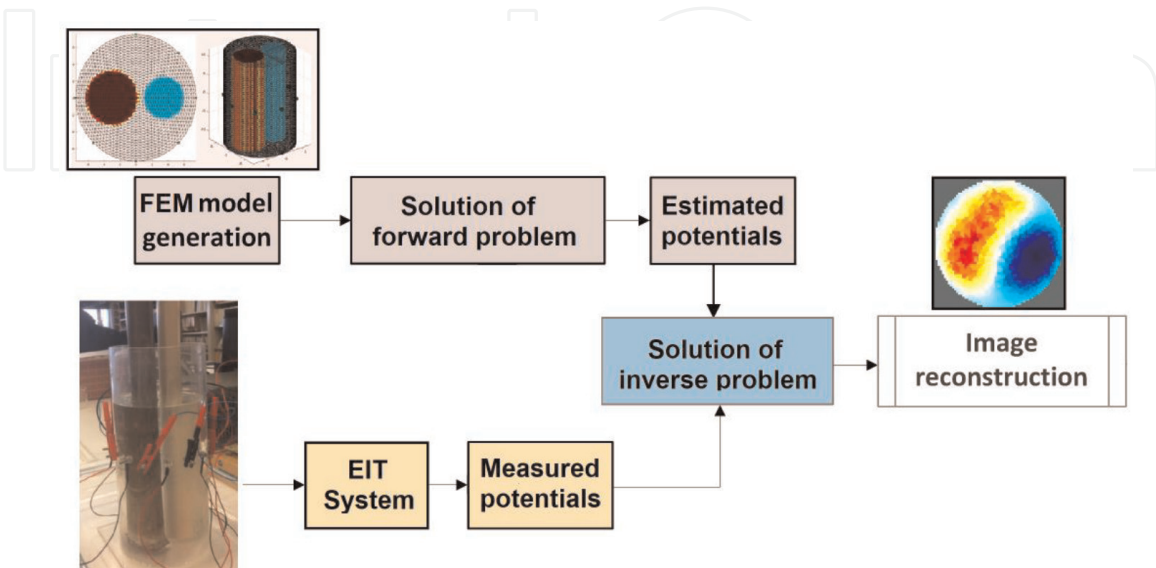 FEM model
generation
Solution of
forward problem
Estimated
potentials
Solution of
inverse problem
Image
reconstruction
EIT
System
Measured
potentials